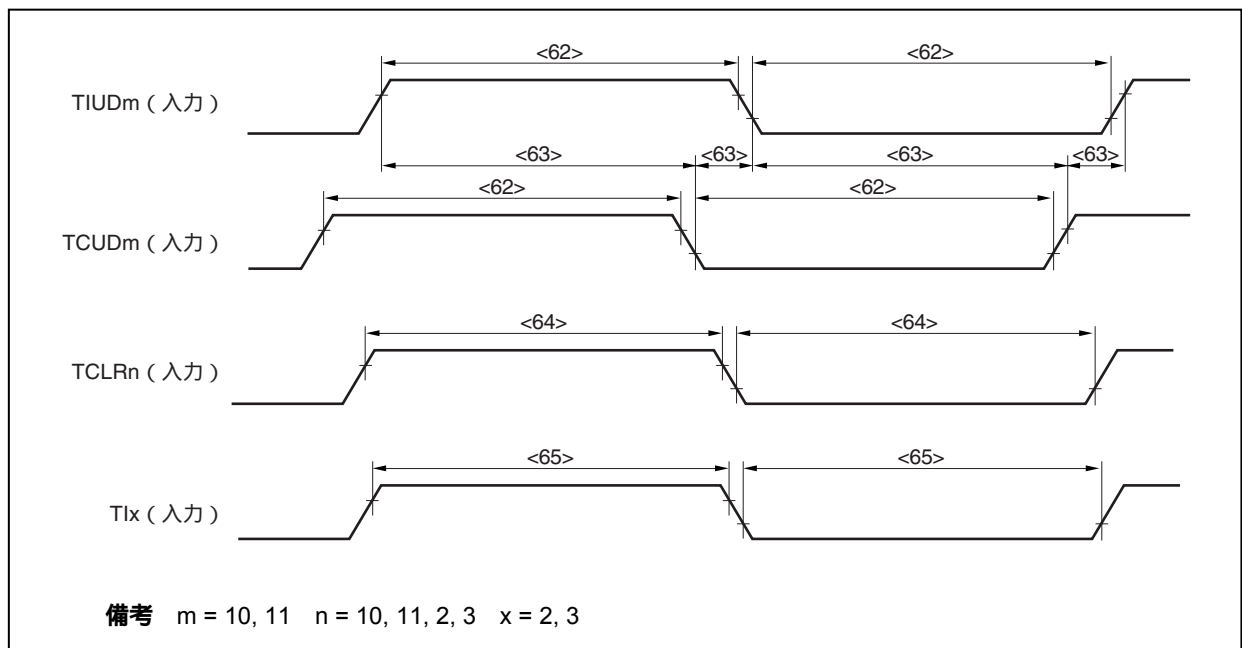 <62> <62>
TIUDm（入力）
<63> <63> <63> <63>
<62> <62>
TCUDm（入力）
<64> <64>
TCLRn（入力）
<65> <65>
TIx（入力）
備考 m = 10, 11 n = 10, 11, 2, 3 x = 2, 3